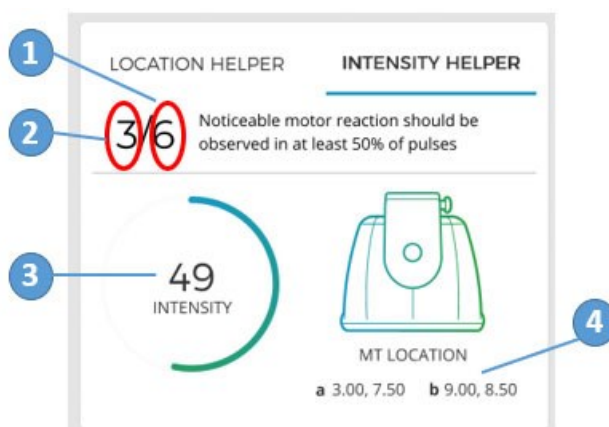 1
LOCATION HELPER INTENSITY HELPER
2
3/6
Noticeable motor reaction should be
observed in at least 50% of pulses
3
49
INTENSITY
4
MT LOCATION
a 3.00, 7.50 b 9.00, 8.50